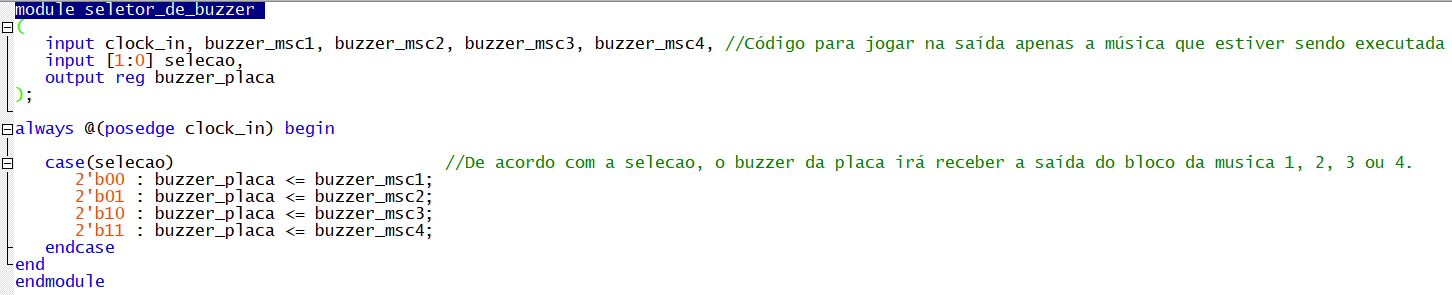 module seletor_de_buzzer
(
   input clock_in, buzzer_msc1, buzzer_msc2, buzzer_msc3, buzzer_msc4, //Código para jogar na saída apenas a música que estiver sendo executada
   input [1:0] selecao,
   output reg buzzer_placa
);
always @(posedge clock_in) begin
   case(selecao)                           //De acordo com a selecao, o buzzer da placa irá receber a saída do bloco da musica 1, 2, 3 ou 4.
      2'b00 : buzzer_placa <= buzzer_msc1;
      2'b01 : buzzer_placa <= buzzer_msc2;
      2'b10 : buzzer_placa <= buzzer_msc3;
      2'b11 : buzzer_placa <= buzzer_msc4;
   endcase
end
endmodule